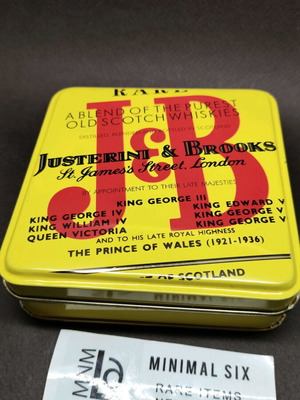 RARE
J&B
A BLEND OF THE PUREST
OLD SCOTCH WHISKIES
JUSTERINI & BROOKS
St. James's Street, London
BY APPOINTMENT TO THEIR LATE MAJESTIES
KING GEORGE III
KING GEORGE IV KING EDWARD V
KING WILLIAM IV KING GEORGE V
QUEEN VICTORIA KING GEORGE V
AND TO HIS LATE ROYAL HIGHNESS
THE PRINCE OF WALES (1921-1936)
OF SCOTLAND
MNM
MINIMAL SIX
RARE ITEMS